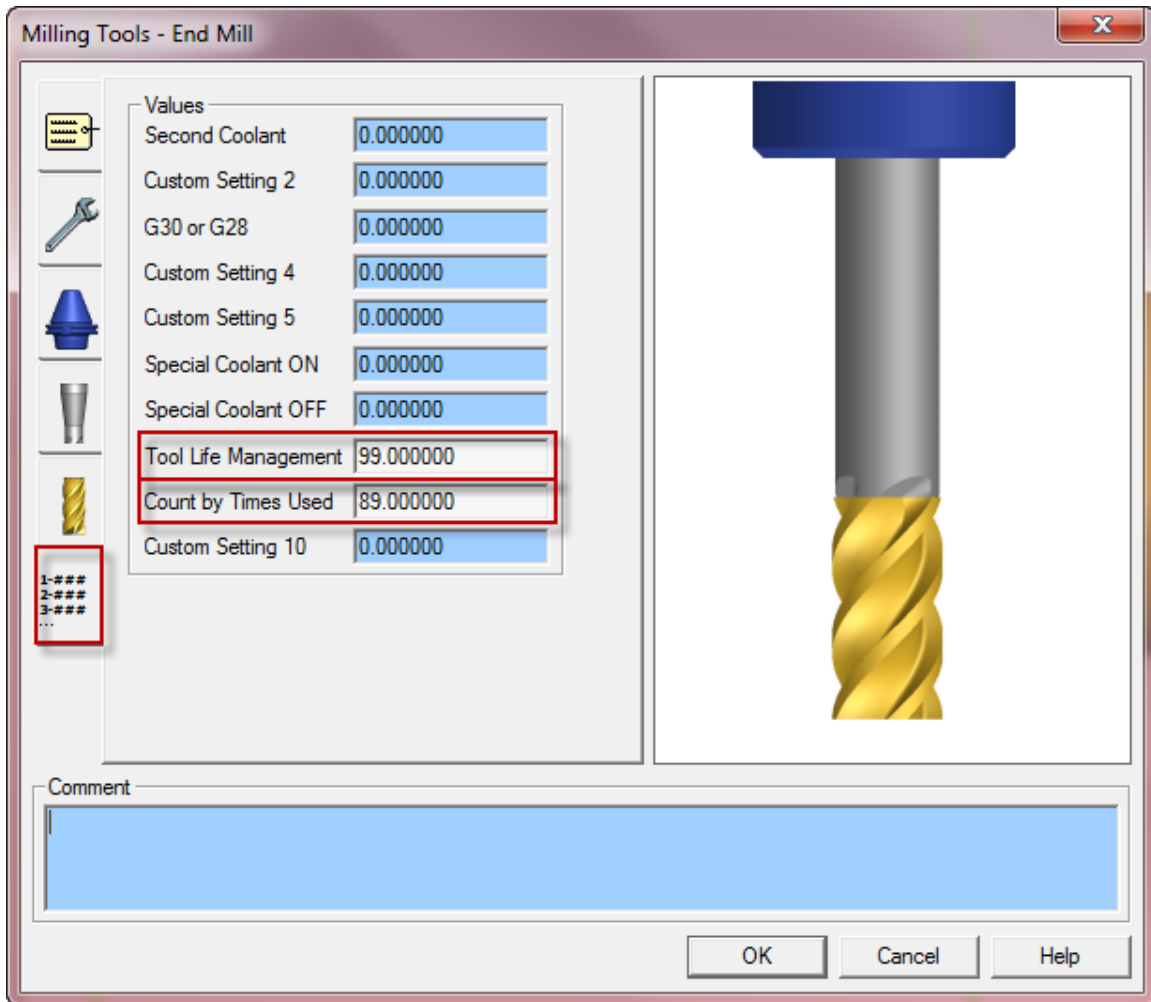 Milling Tools - End Mill
Values
Second Coolant 0.000000
Custom Setting 2 0.000000
G30 or G28 0.000000
Custom Setting 4 0.000000
Custom Setting 5 0.000000
Special Coolant ON 0.000000
Special Coolant OFF 0.000000
Tool Life Management 99.000000
Count by Times Used 89.000000
Custom Setting 10 0.000000
1-###
2-###
3-###
...
Comment
OK Cancel Help